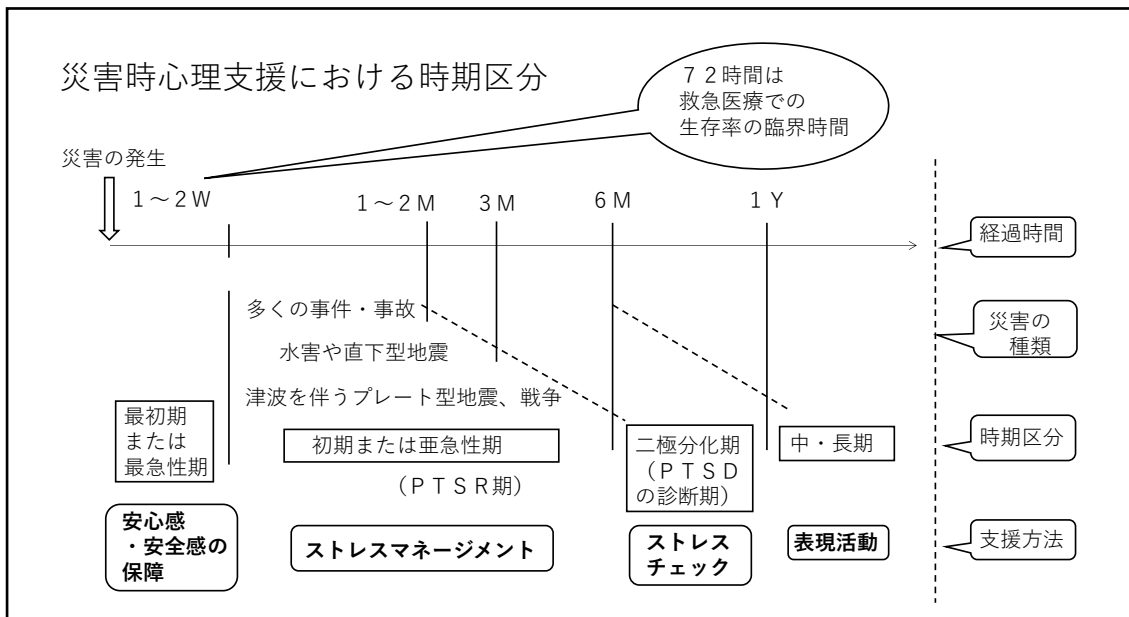 災害時心理支援における時期区分
７２時間は
救急医療での
生存率の臨界時間
災害の発生
１～２W
１～２M
３M
６M
１Y
経過時間
多くの事件・事故
水害や直下型地震
津波を伴うプレート型地震、戦争
災害の
種類
最初期
または
最急性期
初期または亜急性期
（ＰＴＳＲ期）
二極分化期
（ＰＴＳＤ
の診断期）
中・長期
時期区分
安心感
・安全感の
保障
ストレスマネージメント
ストレス
チェック
表現活動
支援方法